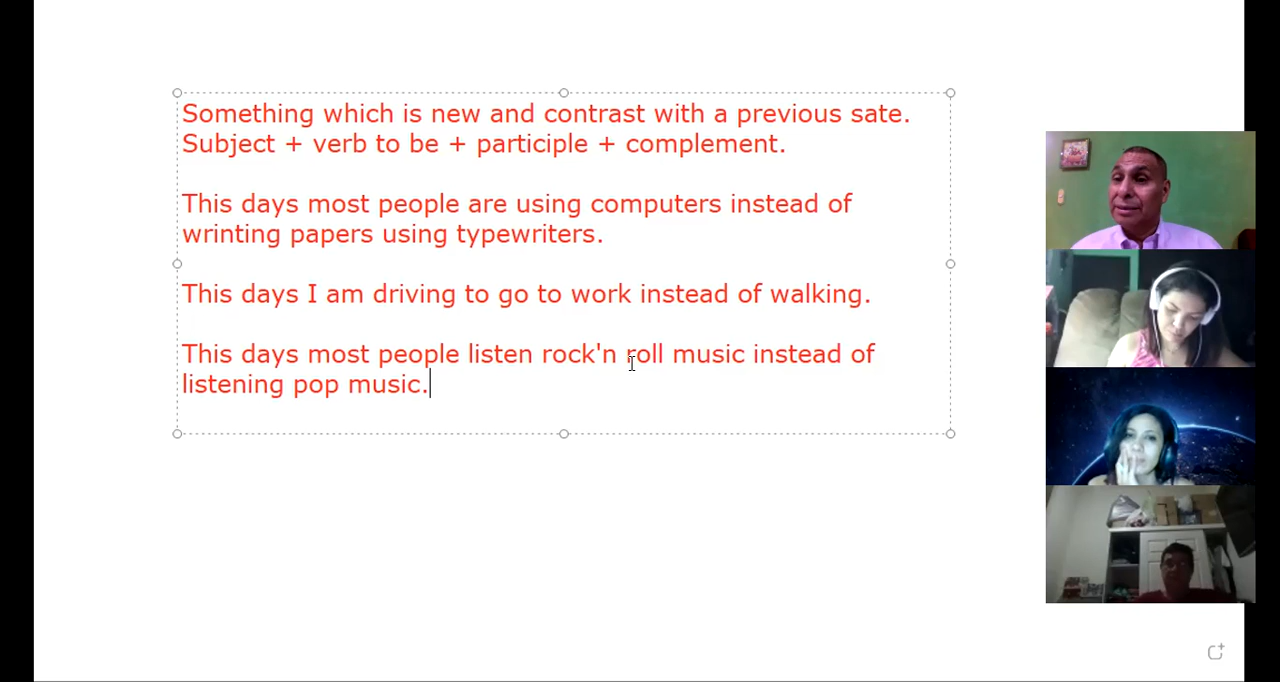 Something which is new and contrast with a previous sate.
Subject + verb to be + participle + complement.
This days most people are using computers instead of
wrinting papers using typewriters.
This days I am driving to go to work instead of walking.
This days most people listen rock'n roll music instead of
listening pop music.